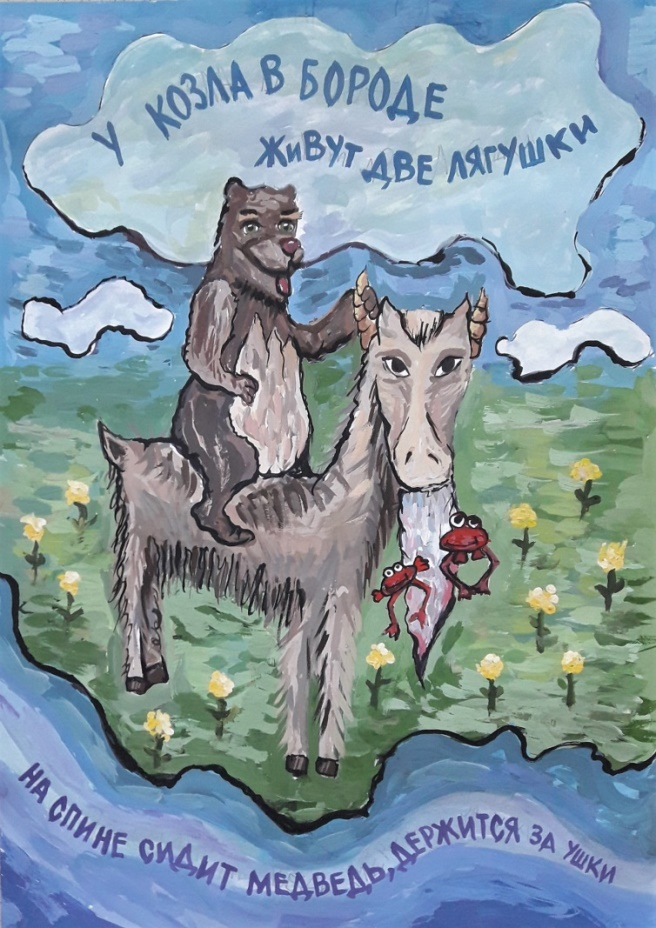 У КОЗЛА В БОРОДЕ
ЖИВУТ ДВЕ ЛЯГУШКИ
НА СПИНЕ СИДИТ МЕДВЕДЬ, ДЕРЖИТСЯ ЗА УШКИ